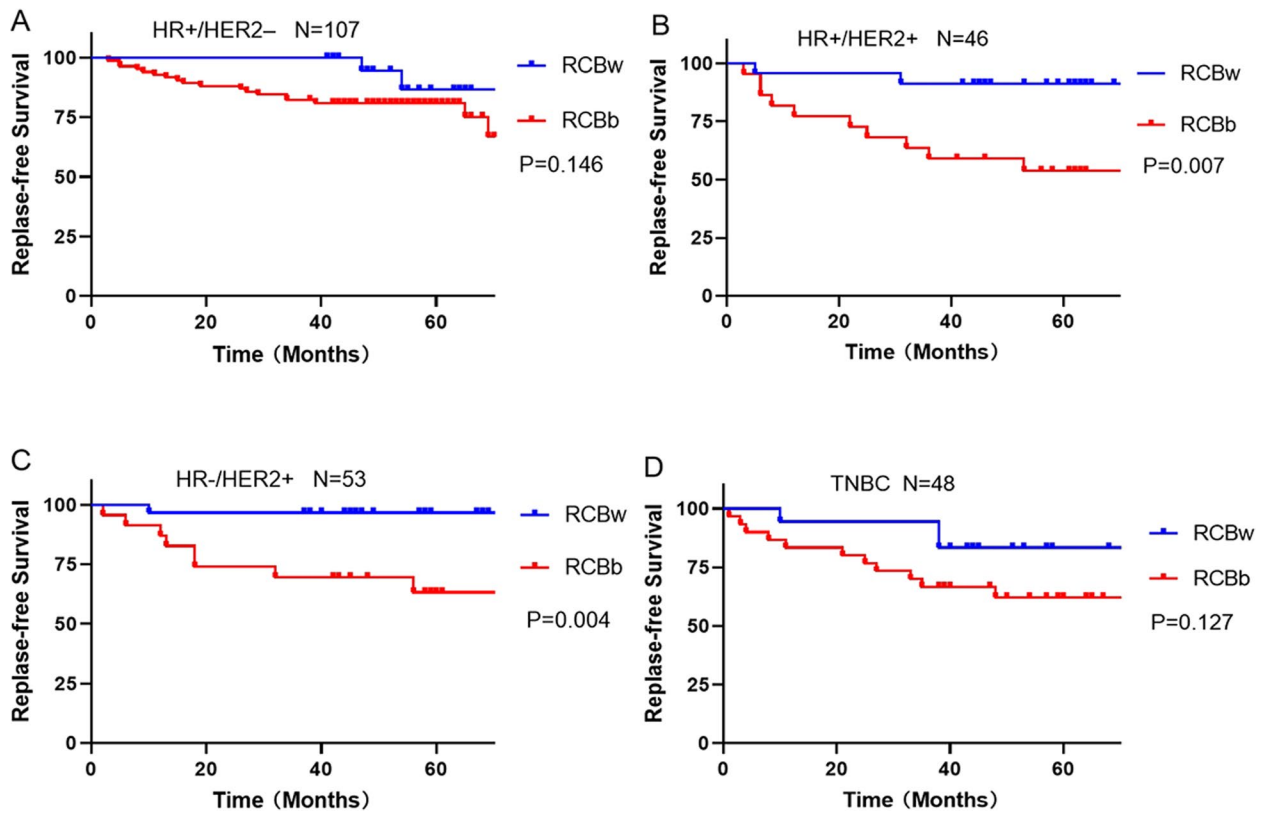 A
HR+/HER2– N=107
Replase-free Survival
100
75
50
25
0
0 20 40 60
Time (Months)
RCBw
RCBb
P=0.146
B
HR+/HER2+ N=46
Replase-free Survival
100
75
50
25
0
0 20 40 60
Time (Months)
RCBw
RCBb
P=0.007
C
HR-/HER2+ N=53
Replase-free Survival
100
75
50
25
0
0 20 40 60
Time (Months)
RCBw
RCBb
P=0.004
D
TNBC N=48
Replase-free Survival
100
75
50
25
0
0 20 40 60
Time (Months)
RCBw
RCBb
P=0.127